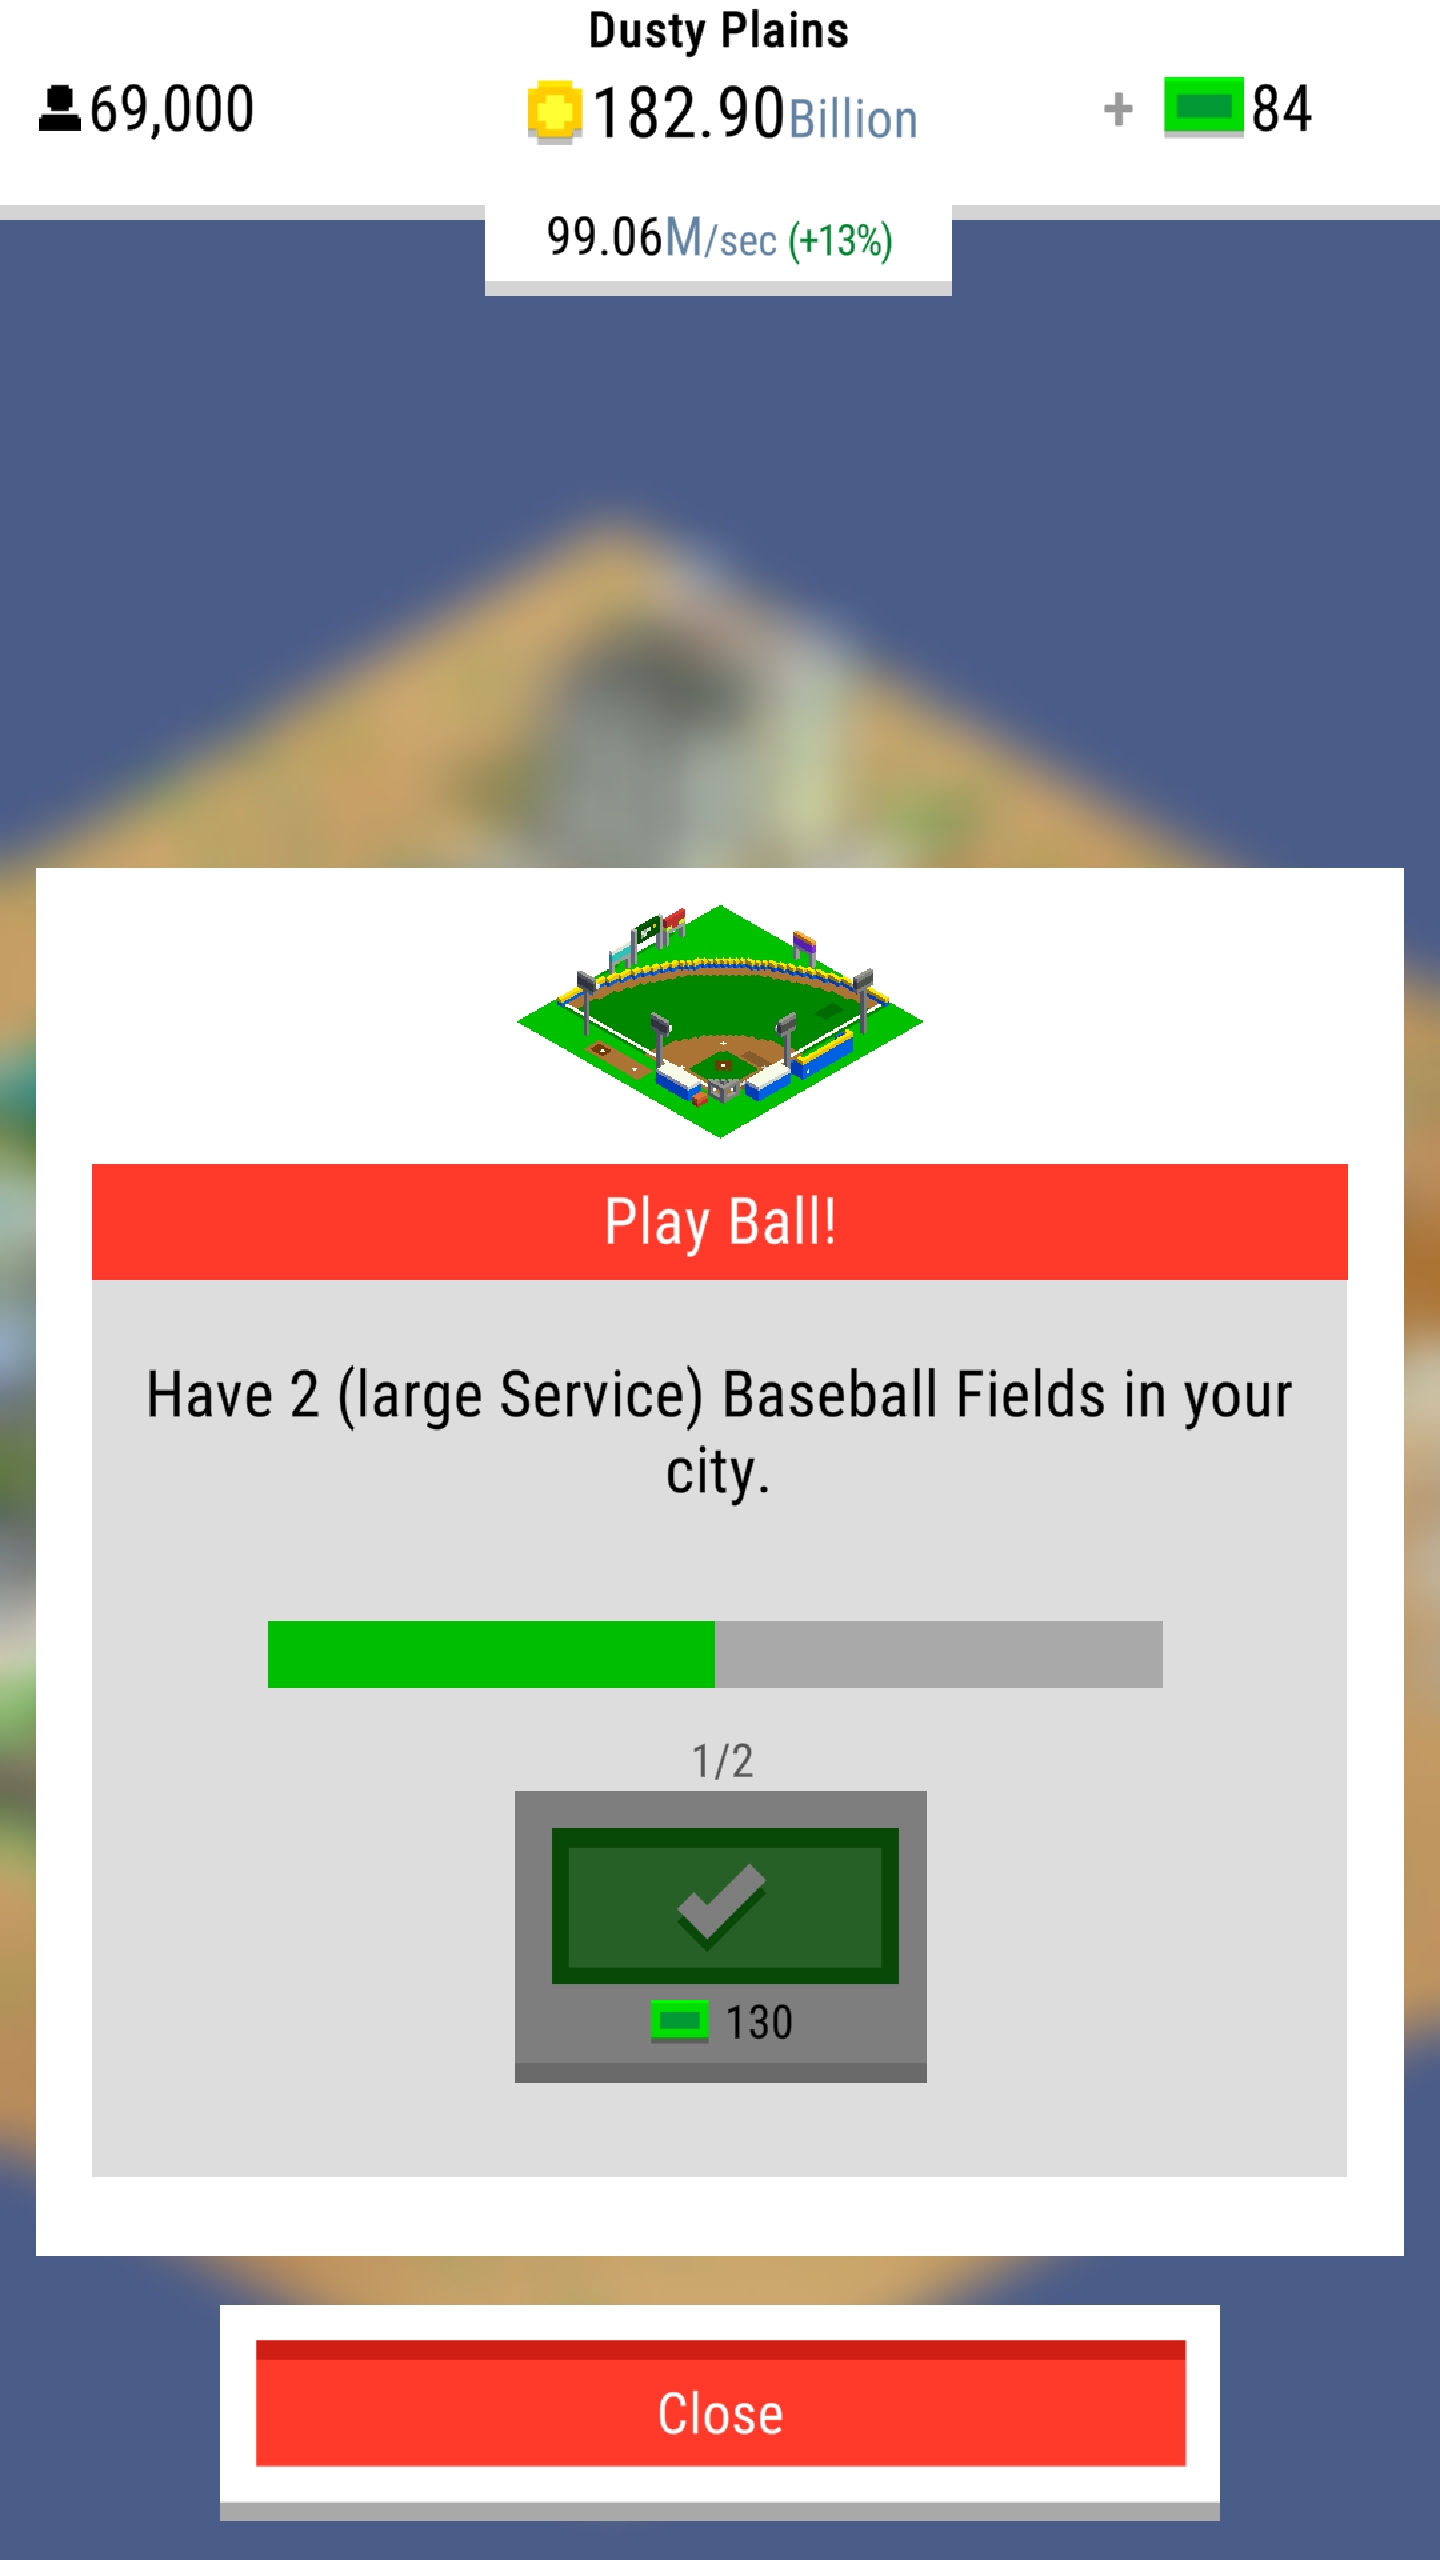 Dusty Plains
69,000
182.90Billion
+ 84
99.06M/sec (+13%)
Play Ball!
Have 2 (large Service) Baseball Fields in your
city.
1/2
130
Close